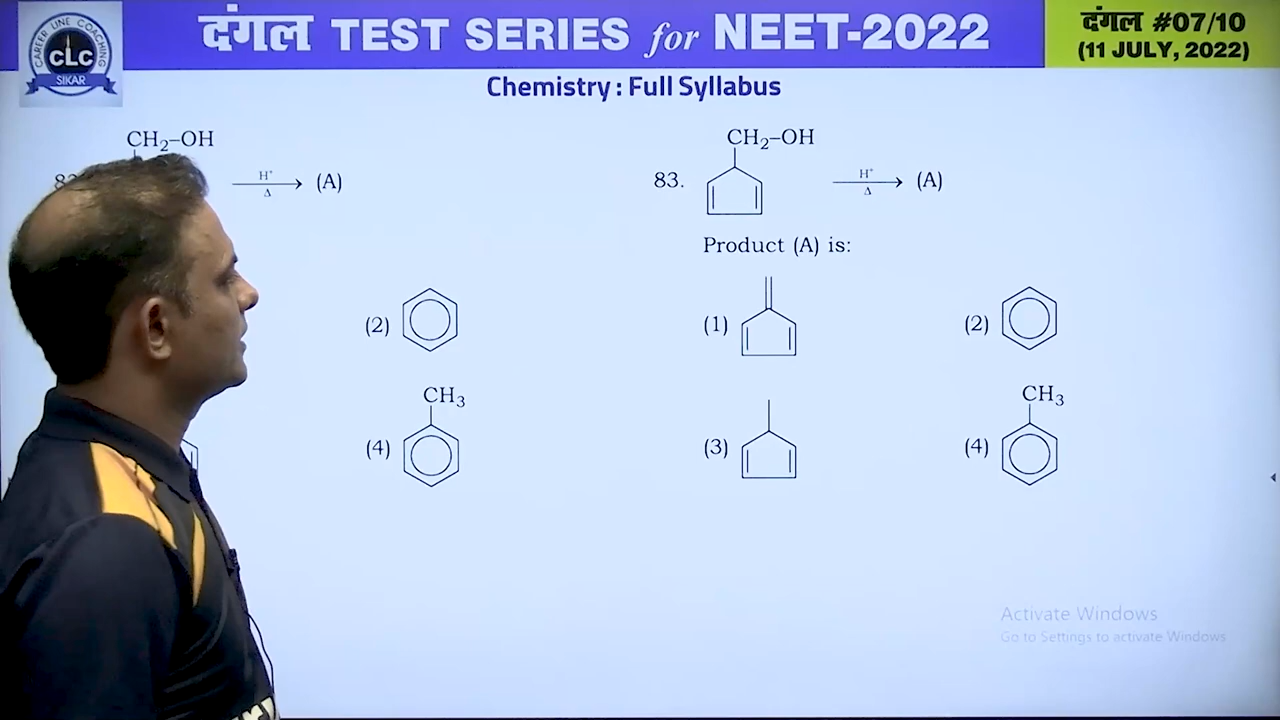 दंगल TEST SERIES for NEET-2022
दंगल #07/10
(11 JULY, 2022)
CAREER LINE COACHING
CLC
SIKAR
Chemistry : Full Syllabus
CH2–OH
H+
Δ
(A)
(2)
CH3
(4)
83.
CH2–OH
H+
Δ
(A)
Product (A) is:
(1)
(2)
(3)
CH3
(4)
Activate Windows
Go to Settings to activate Windows